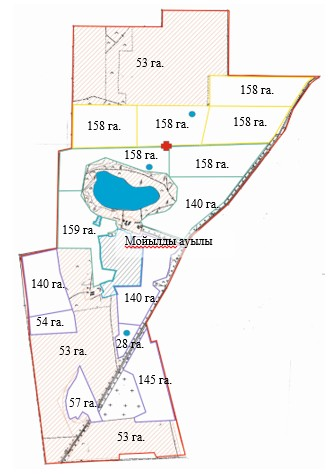 53 га.
158 га.
158 га.
158 га.
158 га.
158 га.
158 га.
140 га.
159 га.
Мойылды ауылы
140 га.
140 га.
54 га.
28 га.
53 га.
145 га.
57 га.
53 га.